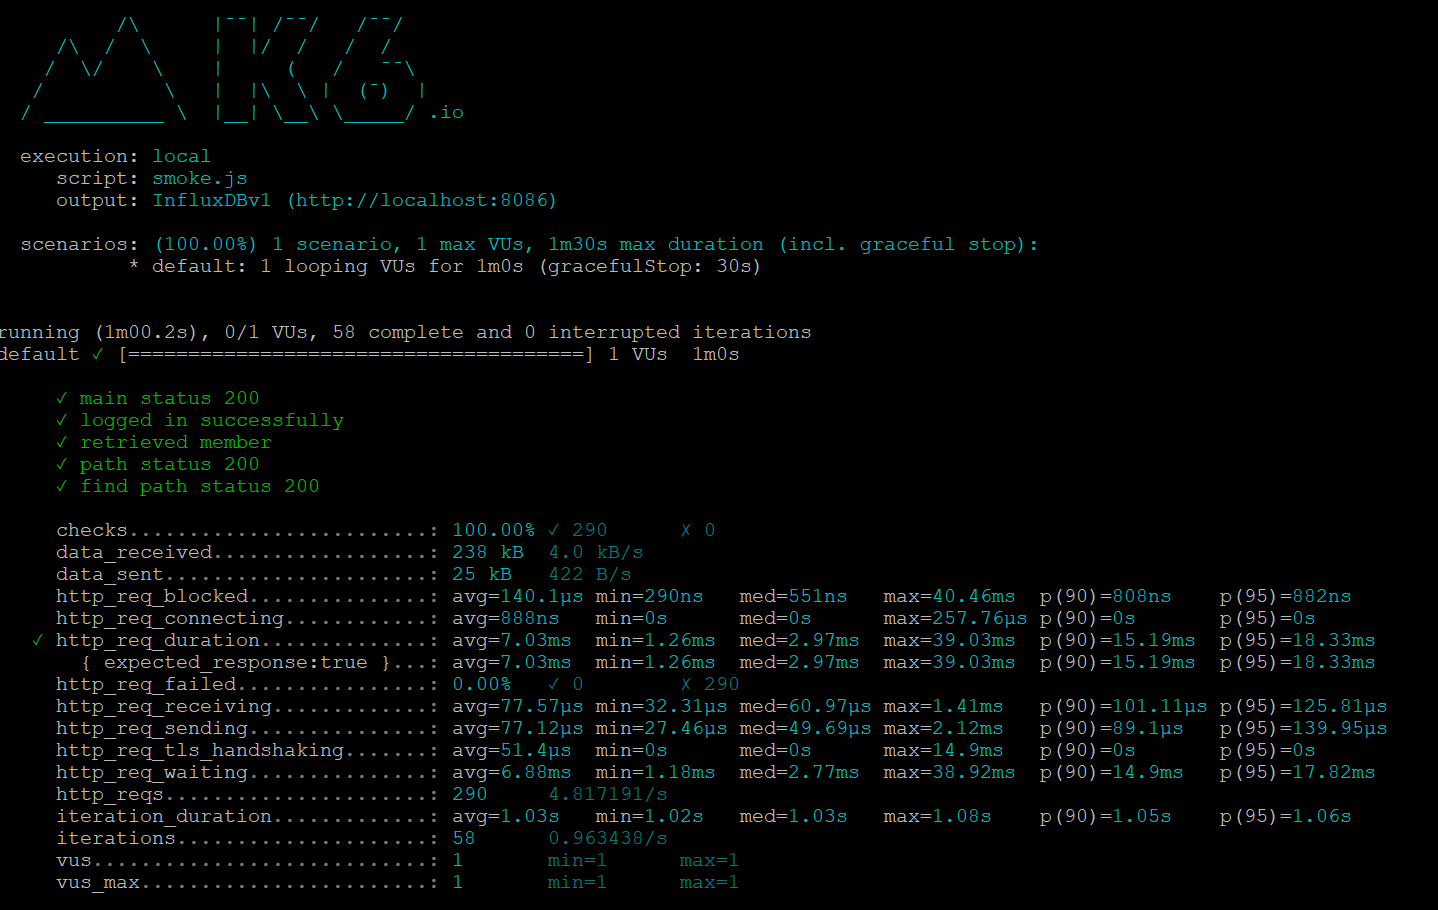 /\      |‾‾| /‾‾/   /‾‾/
     /\  /  \     |  |/  /   /  /
    /  \/    \    |     (   /   ‾‾\
   /          \   |  |\  \ |  (‾)  |
  / __________ \  |__| \__\ \_____/ .io
execution: local
script: smoke.js
output: InfluxDBv1 (http://localhost:8086)
scenarios: (100.00%) 1 scenario, 1 max VUs, 1m30s max duration (incl. graceful stop):
* default: 1 looping VUs for 1m0s (gracefulStop: 30s)
running (1m00.2s), 0/1 VUs, 58 complete and 0 interrupted iterations
default ✓ [======================================] 1 VUs  1m0s
✓ main status 200
✓ logged in successfully
✓ retrieved member
✓ path status 200
✓ find path status 200
checks.........................: 100.00% ✓ 290      ✗ 0
data_received..................: 238 kB  4.0 kB/s
data_sent......................: 25 kB   422 B/s
http_req_blocked...............: avg=140.1µs min=290ns   med=551ns   max=40.46ms  p(90)=808ns    p(95)=882ns
http_req_connecting............: avg=888ns   min=0s      med=0s      max=257.76µs p(90)=0s       p(95)=0s
✓ http_req_duration..............: avg=7.03ms  min=1.26ms  med=2.97ms  max=39.03ms  p(90)=15.19ms  p(95)=18.33ms
{ expected_response:true }...: avg=7.03ms  min=1.26ms  med=2.97ms  max=39.03ms  p(90)=15.19ms  p(95)=18.33ms
http_req_failed................: 0.00%   ✓ 0        ✗ 290
http_req_receiving.............: avg=77.57µs min=32.31µs med=60.97µs max=1.41ms   p(90)=101.11µs p(95)=125.81µs
http_req_sending...............: avg=77.12µs min=27.46µs med=49.69µs max=2.12ms   p(90)=89.1µs   p(95)=139.95µs
http_req_tls_handshaking.......: avg=51.4µs  min=0s      med=0s      max=14.9ms   p(90)=0s       p(95)=0s
http_req_waiting...............: avg=6.88ms  min=1.18ms  med=2.77ms  max=38.92ms  p(90)=14.9ms   p(95)=17.82ms
http_reqs......................: 290     4.817191/s
iteration_duration.............: avg=1.03s   min=1.02s   med=1.03s   max=1.08s    p(90)=1.05s    p(95)=1.06s
iterations.....................: 58      0.963438/s
vus............................: 1       min=1      max=1
vus_max........................: 1       min=1      max=1